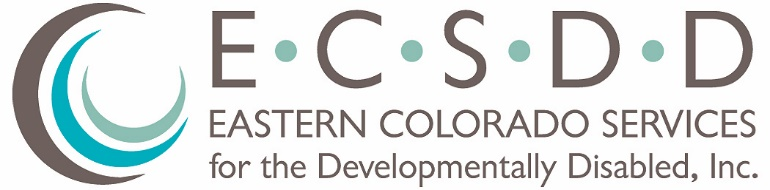 E•C•S•D•D
EASTERN COLORADO SERVICES
for the Developmentally Disabled, Inc.